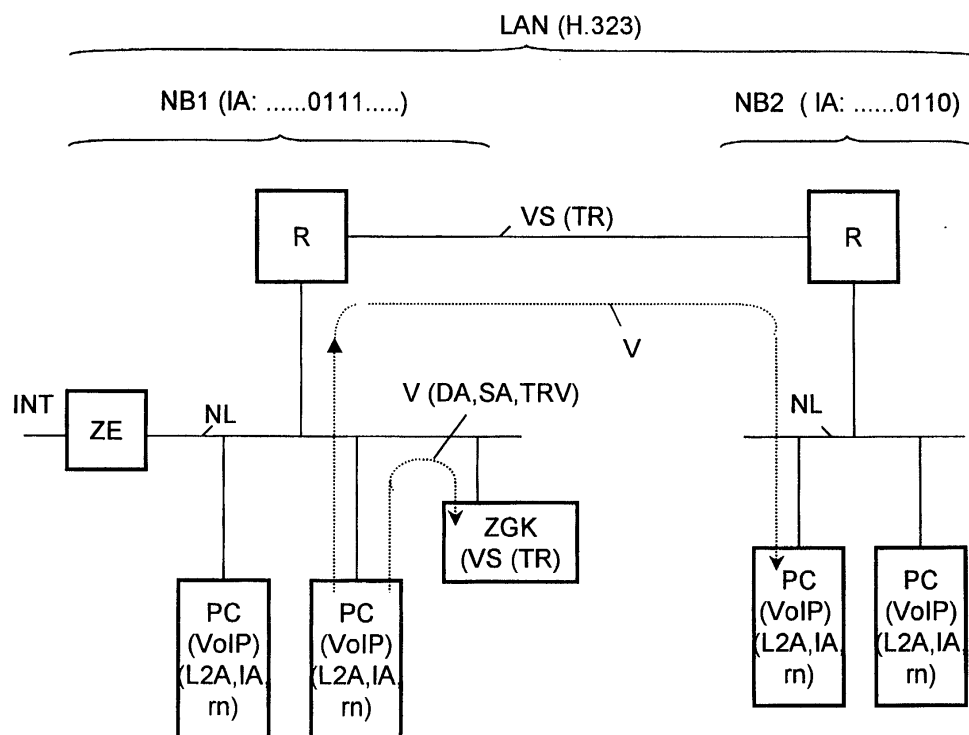 LAN (H.323)
NB1 (IA: ......0111.....)
NB2 ( IA: ......0110)
R
VS (TR)
R
V
V (DA,SA,TRV)
INT
ZE
NL
NL
ZGK
(VS (TR)
PC
(VoIP)
(L2A,IA,
rn)
PC
(VoIP)
(L2A,IA,
rn)
PC
(VoIP)
(L2A,IA,
rn)
PC
(VoIP)
(L2A,IA,
rn)